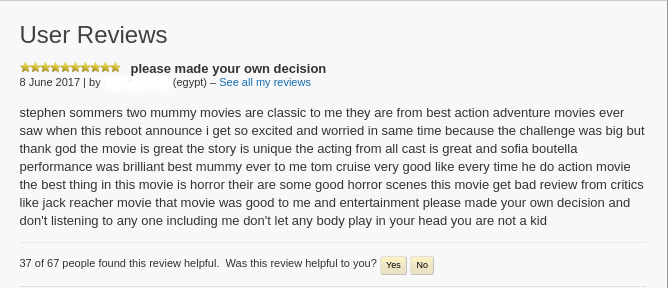 User Reviews
please made your own decision
8 June 2017 | by (egypt) – See all my reviews
stephen sommers two mummy movies are classic to me they are from best action adventure movies ever
saw when this reboot announce i get so excited and worried in same time because the challenge was big but
thank god the movie is great the story is unique the acting from all cast is great and sofia boutella
performance was brilliant best mummy ever to me tom cruise very good like every time he do action movie
the best thing in this movie is horror their are some good horror scenes this movie get bad review from critics
like jack reacher movie that movie was good to me and entertainment please made your own decision and
don't listening to any one including me don't let any body play in your head you are not a kid
37 of 67 people found this review helpful. Was this review helpful to you? Yes No